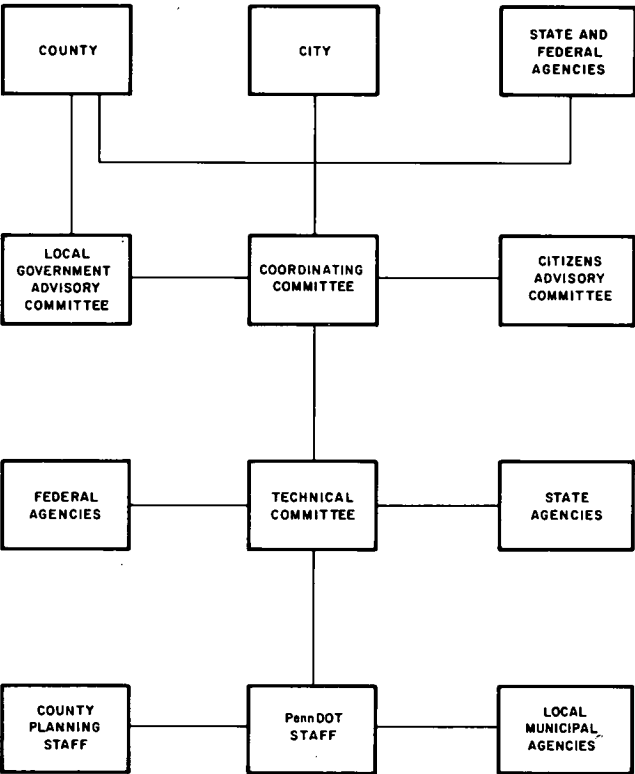 COUNTY
CITY
STATE AND
FEDERAL
AGENCIES
LOCAL
GOVERNMENT
ADVISORY
COMMITTEE
COORDINATING
COMMITTEE
CITIZENS
ADVISORY
COMMITTEE
FEDERAL
AGENCIES
TECHNICAL
COMMITTEE
STATE
AGENCIES
COUNTY
PLANNING
STAFF
PennDOT
STAFF
LOCAL
MUNICIPAL
AGENCIES